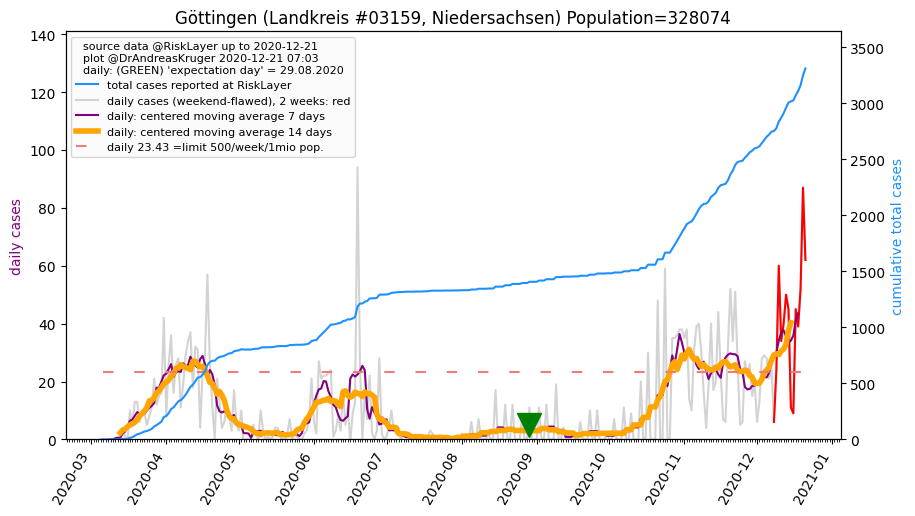 Göttingen (Landkreis #03159, Niedersachsen) Population=328074
source data @RiskLayer up to 2020-12-21
plot @DrAndreasKruger 2020-12-21 07:03
daily: (GREEN) 'expectation day' = 29.08.2020
total cases reported at RiskLayer
daily cases (weekend-flawed), 2 weeks: red
daily: centered moving average 7 days
daily: centered moving average 14 days
daily 23.43 =limit 500/week/1mio pop.
daily cases
140
120
100
80
60
40
20
0
cumulative total cases
3500
3000
2500
2000
1500
1000
500
0
2020-03
2020-04
2020-05
2020-06
2020-07
2020-08
2020-09
2020-10
2020-11
2020-12
2021-01